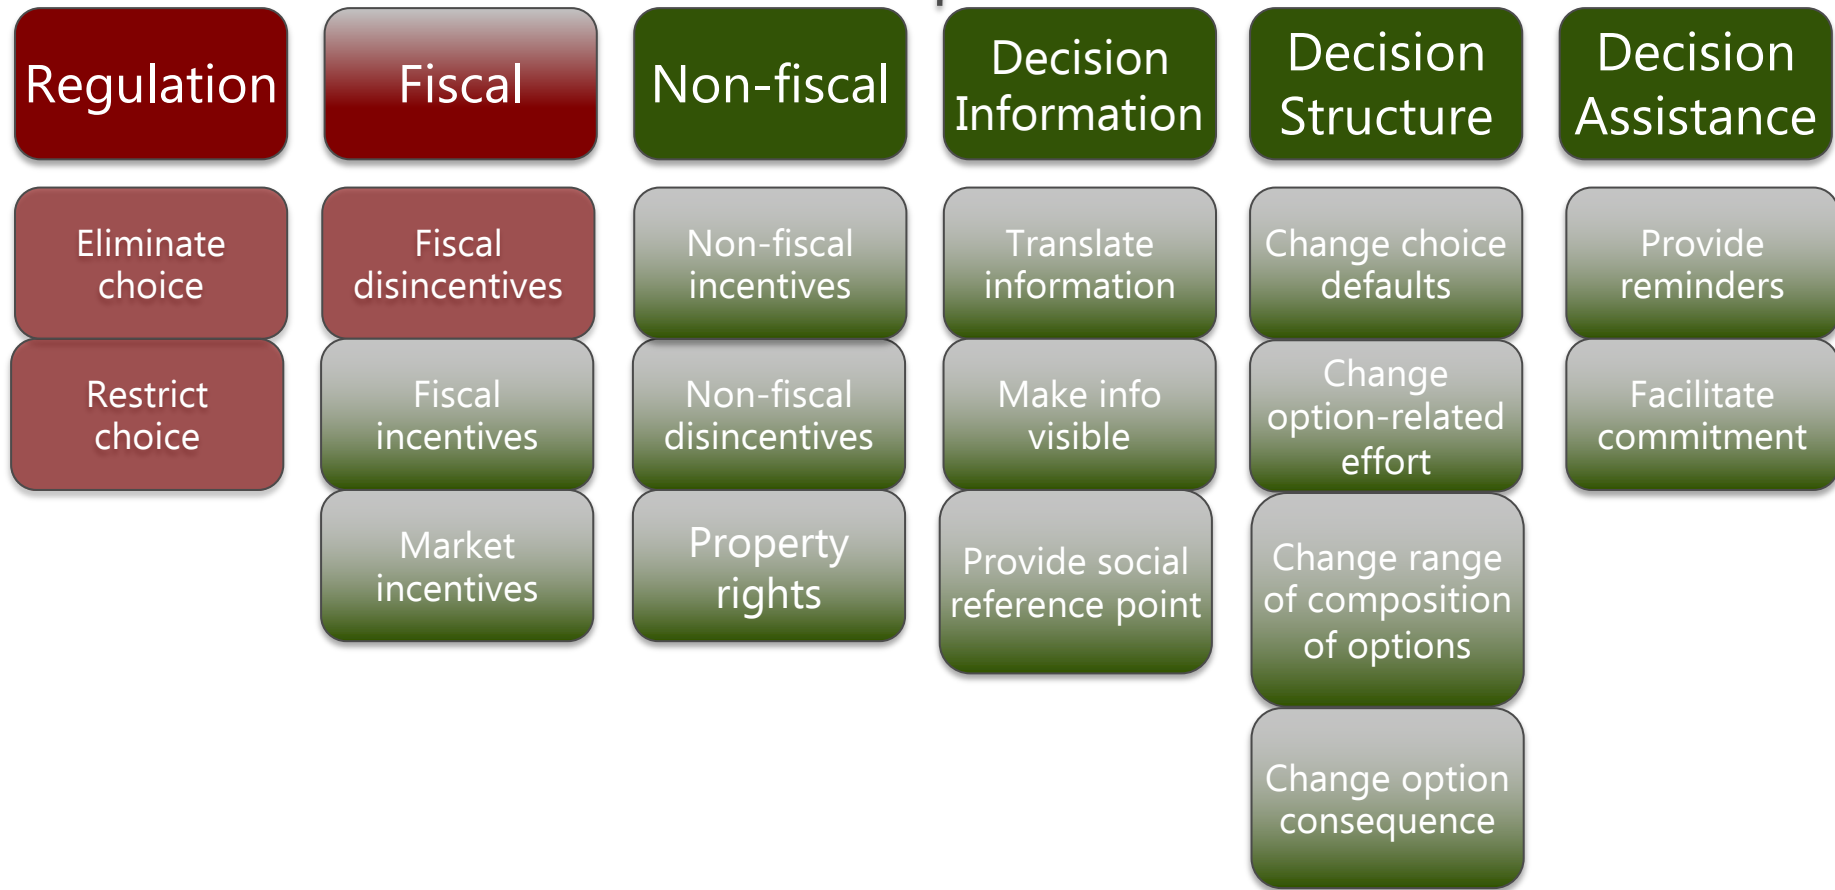 Regulation
Fiscal
Non-fiscal
Decision
Information
Decision
Structure
Decision
Assistance
Eliminate
choice
Restrict
choice
Fiscal
disincentives
Fiscal
incentives
Market
incentives
Non-fiscal
incentives
Non-fiscal
disincentives
Property
rights
Translate
information
Make info
visible
Provide social
reference point
Change choice
defaults
Change
option-related
effort
Change range
of composition
of options
Change option
consequence
Provide
reminders
Facilitate
commitment